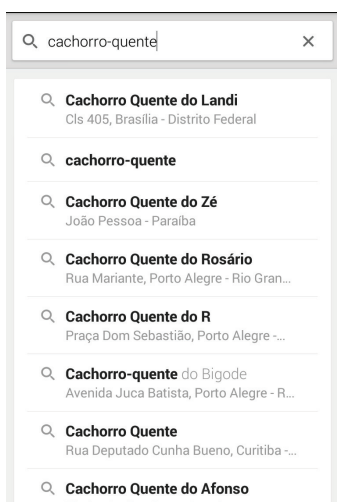 cachorro-quente
Cachorro Quente do Landi
Cls 405, Brasília - Distrito Federal
cachorro-quente
Cachorro Quente do Zé
João Pessoa - Paraíba
Cachorro Quente do Rosário
Rua Mariante, Porto Alegre - Rio Gran...
Cachorro Quente do R
Praça Dom Sebastião, Porto Alegre -...
Cachorro-quente do Bigode
Avenida Juca Batista, Porto Alegre - R...
Cachorro Quente
Rua Deputado Cunha Bueno, Curitiba -...
Cachorro Quente do Afonso